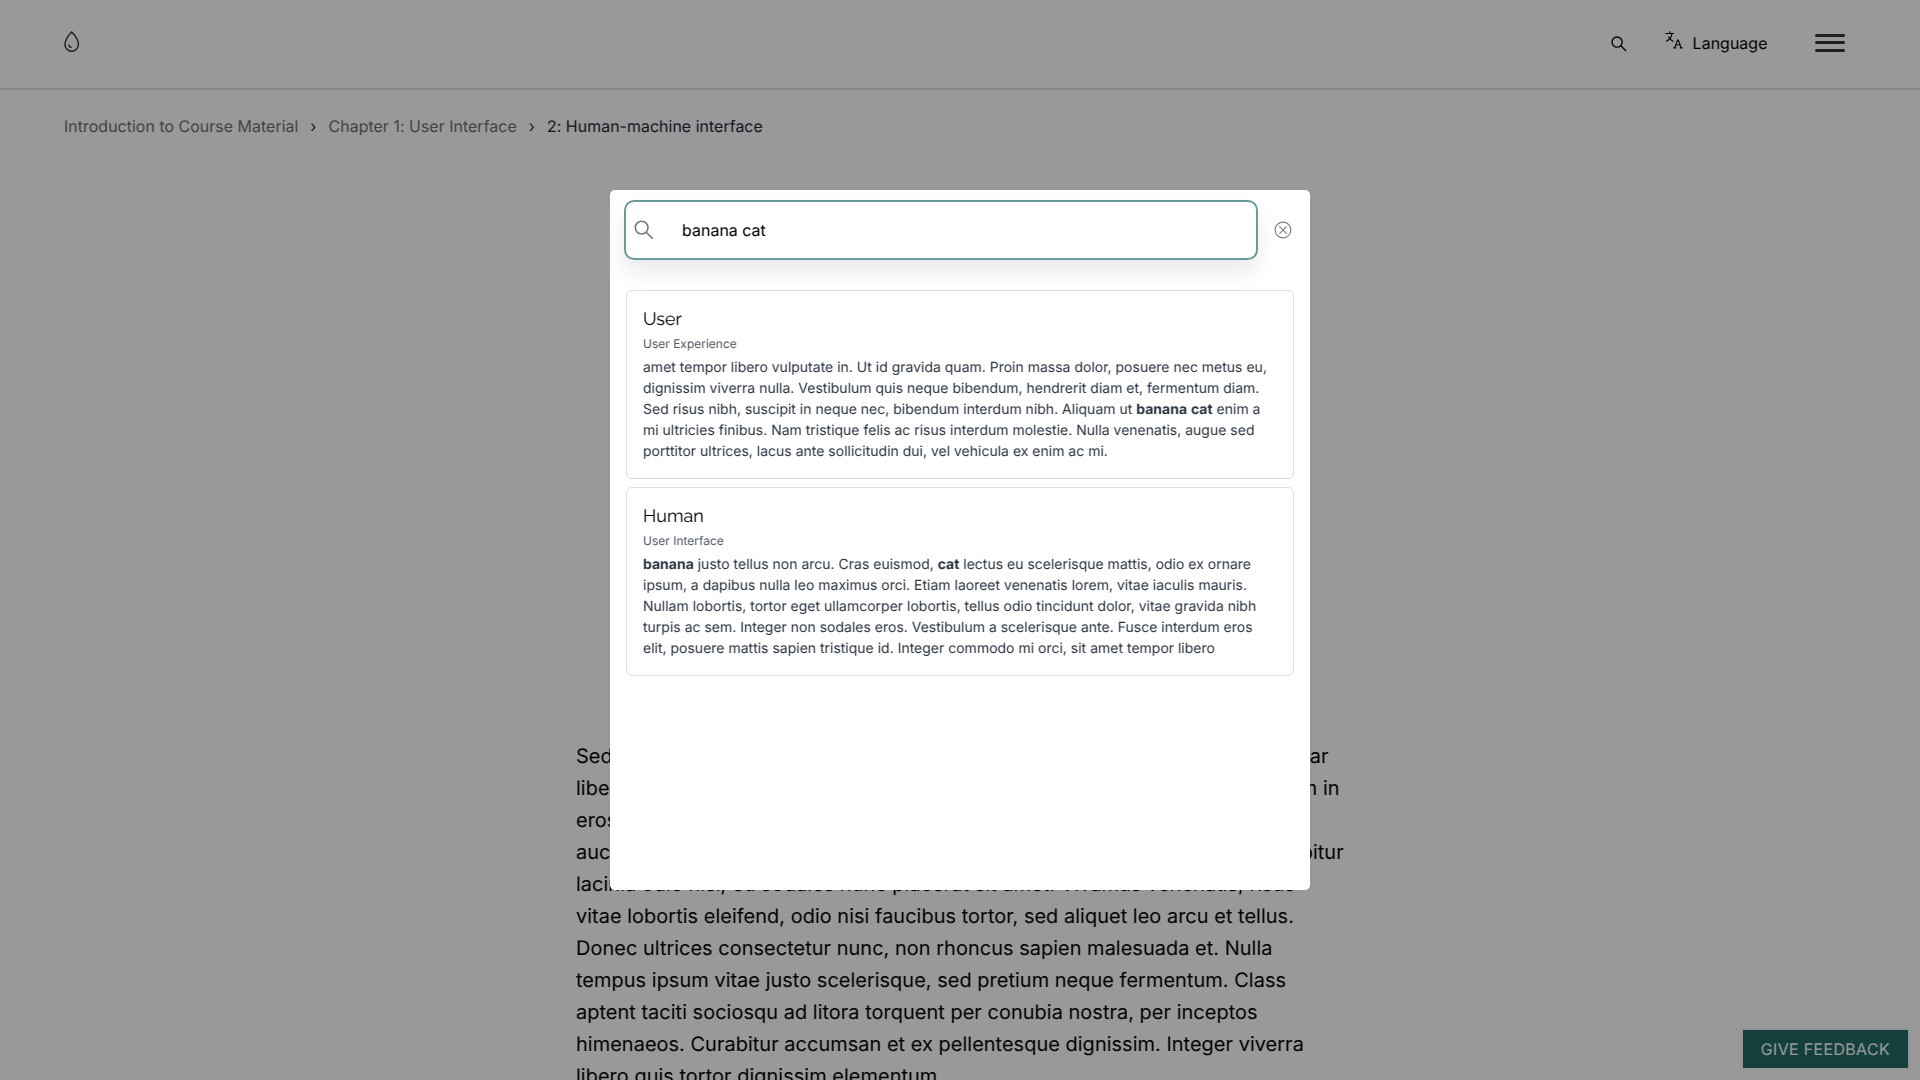 Language
Introduction to Course Material › Chapter 1: User Interface › 2: Human-machine interface
banana cat
User
User Experience
amet tempor libero vulputate in. Ut id gravida quam. Proin massa dolor, posuere nec metus eu,
dignissim viverra nulla. Vestibulum quis neque bibendum, hendrerit diam et, fermentum diam.
Sed risus nibh, suscipit in neque nec, bibendum interdum nibh. Aliquam ut banana cat enim a
mi ultricies finibus. Nam tristique felis ac risus interdum molestie. Nulla venenatis, augue sed
porttitor ultrices, lacus ante sollicitudin dui, vel vehicula ex enim ac mi.
Human
User Interface
banana justo tellus non arcu. Cras euismod, cat lectus eu scelerisque mattis, odio ex ornare
ipsum, a dapibus nulla leo maximus orci. Etiam laoreet venenatis lorem, vitae iaculis mauris.
Nullam lobortis, tortor eget ullamcorper lobortis, tellus odio tincidunt dolor, vitae gravida nibh
turpis ac sem. Integer non sodales eros. Vestibulum a scelerisque ante. Fusce interdum eros
elit, posuere mattis sapien tristique id. Integer commodo mi orci, sit amet tempor libero
Sed
in
vitae lobortis eleifend, odio nisi faucibus tortor, sed aliquet leo arcu et tellus.
Donec ultrices consectetur nunc, non rhoncus sapien malesuada et. Nulla
tempus ipsum vitae justo scelerisque, sed pretium neque fermentum. Class
aptent taciti sociosqu ad litora torquent per conubia nostra, per inceptos
himenaeos. Curabitur accumsan et ex pellentesque dignissim. Integer viverra
libero quis tortor dignissim elementum.
GIVE FEEDBACK